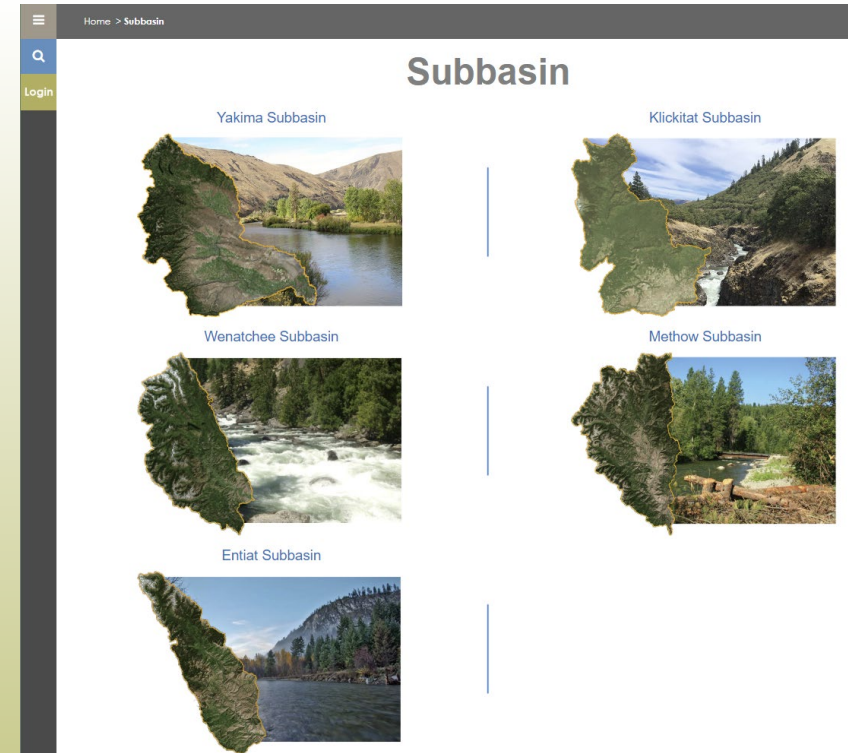 Home > Subbasin
Login
Subbasin
Yakima Subbasin
Klickitat Subbasin
Wenatchee Subbasin
Methow Subbasin
Entiat Subbasin